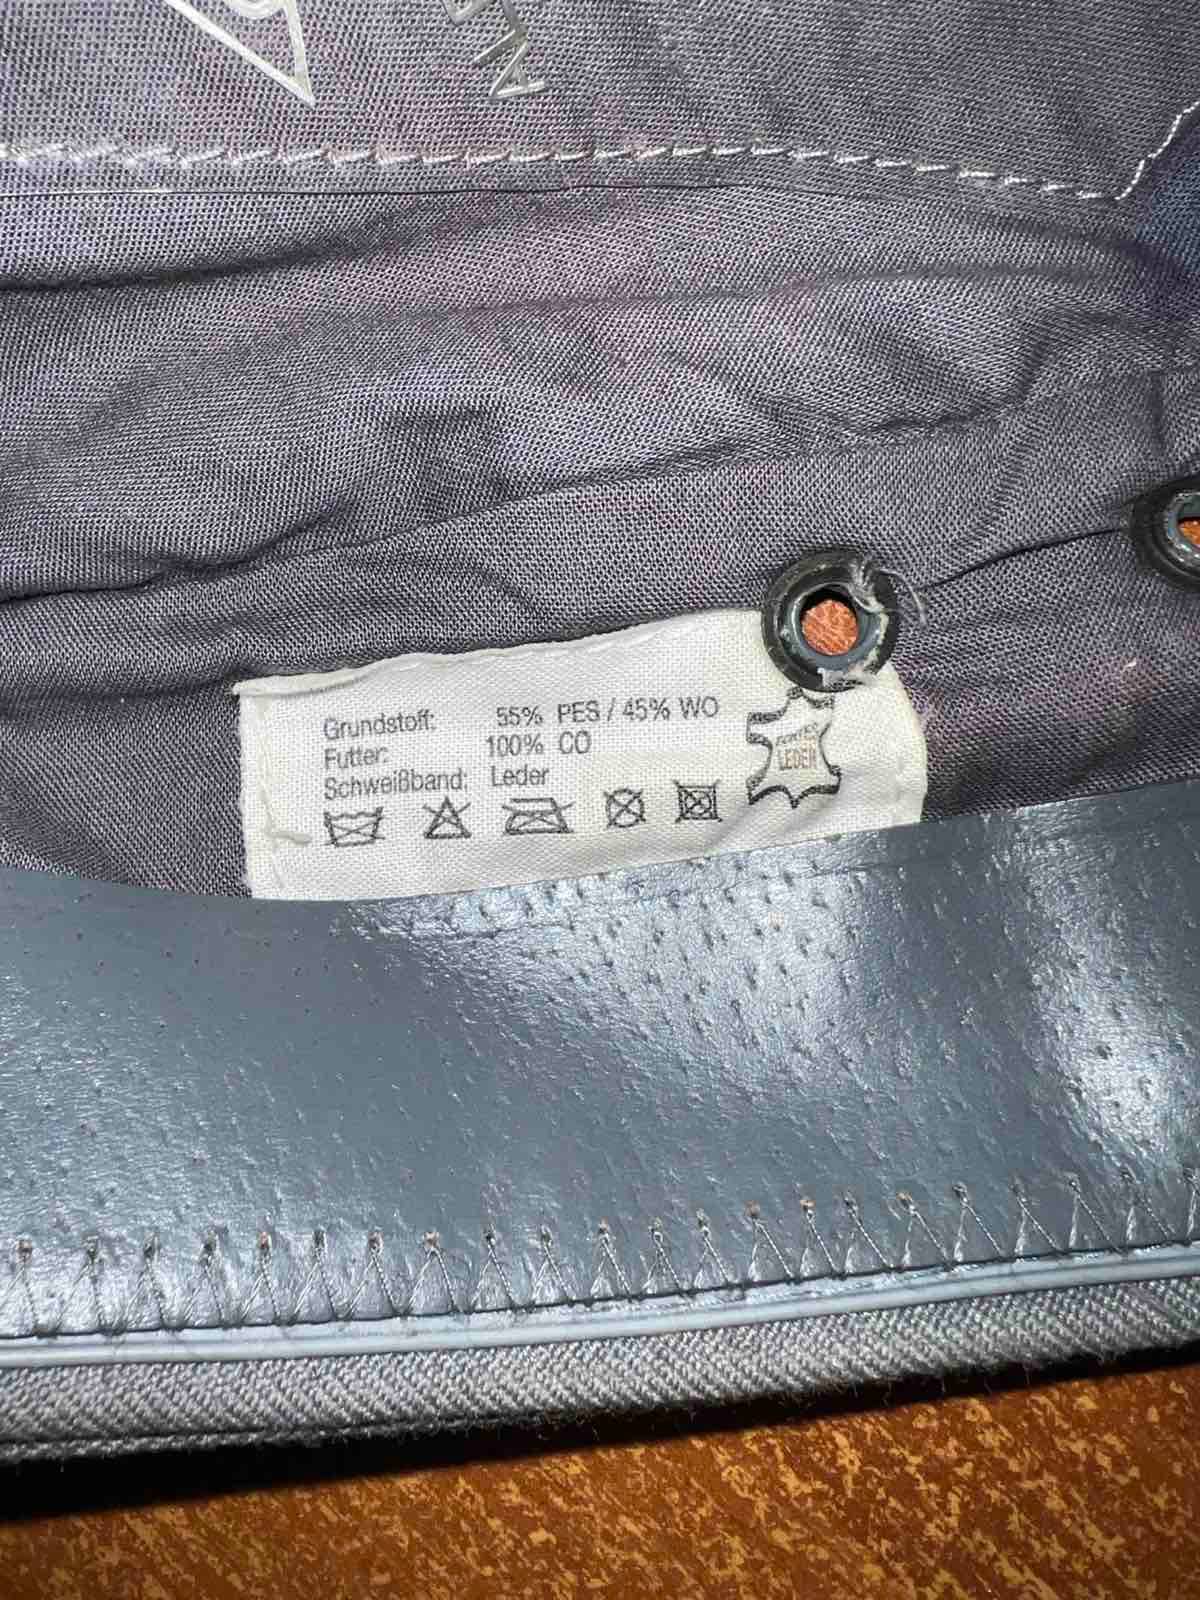 Grundstoff: 55% PES / 45% WO
Futter: 100% CO
Schweißband: Leder
LEDER